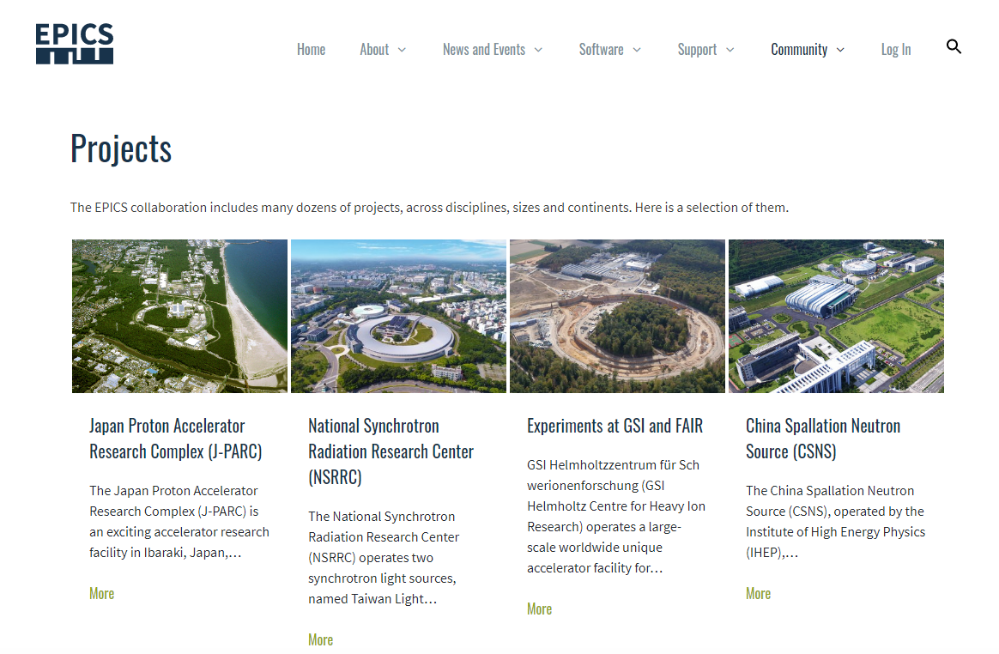 EPICS
Home About News and Events Software Support Community Log In
Projects
The EPICS collaboration includes many dozens of projects, across disciplines, sizes and continents. Here is a selection of them.
Japan Proton Accelerator
Research Complex (J-PARC)
The Japan Proton Accelerator
Research Complex (J-PARC) is
an exciting accelerator research
facility in Ibaraki, Japan,…
More
National Synchrotron
Radiation Research Center
(NSRRC)
The National Synchrotron
Radiation Research Center
(NSRRC) operates two
synchrotron light sources,
named Taiwan Light…
More
Experiments at GSI and FAIR
GSI Helmholtzzentrum für Sch
werionenforschung (GSI
Helmholtz Centre for Heavy Ion
Research) operates a large-
scale worldwide unique
accelerator facility for…
More
China Spallation Neutron
Source (CSNS)
The China Spallation Neutron
Source (CSNS), operated by the
Institute of High Energy Physics
(IHEP),…
More